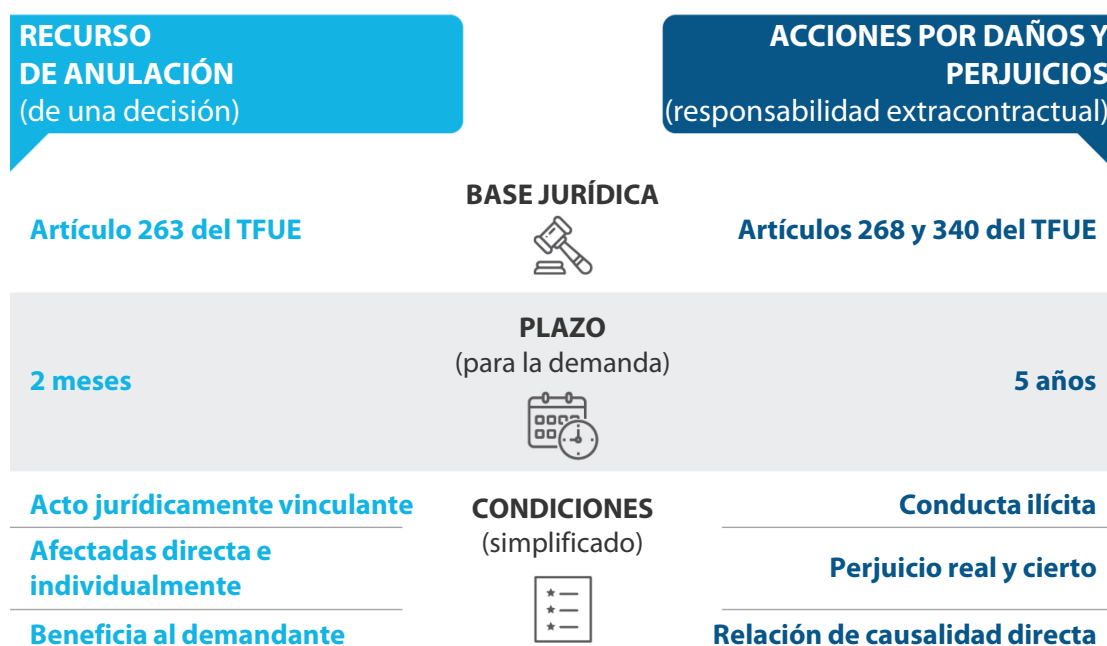 RECURSO
DE ANULACIÓN
(de una decisión)
ACCIONES POR DAÑOS Y
PERJUICIOS
(responsabilidad extracontractual)
BASE JURÍDICA
Artículo 263 del TFUE
Artículos 268 y 340 del TFUE
PLAZO
(para la demanda)
2 meses
5 años
CONDICIONES
(simplificado)
Acto jurídicamente vinculante
Afectadas directa e
individualmente
Beneficia al demandante
Conducta ilícita
Perjuicio real y cierto
Relación de causalidad directa